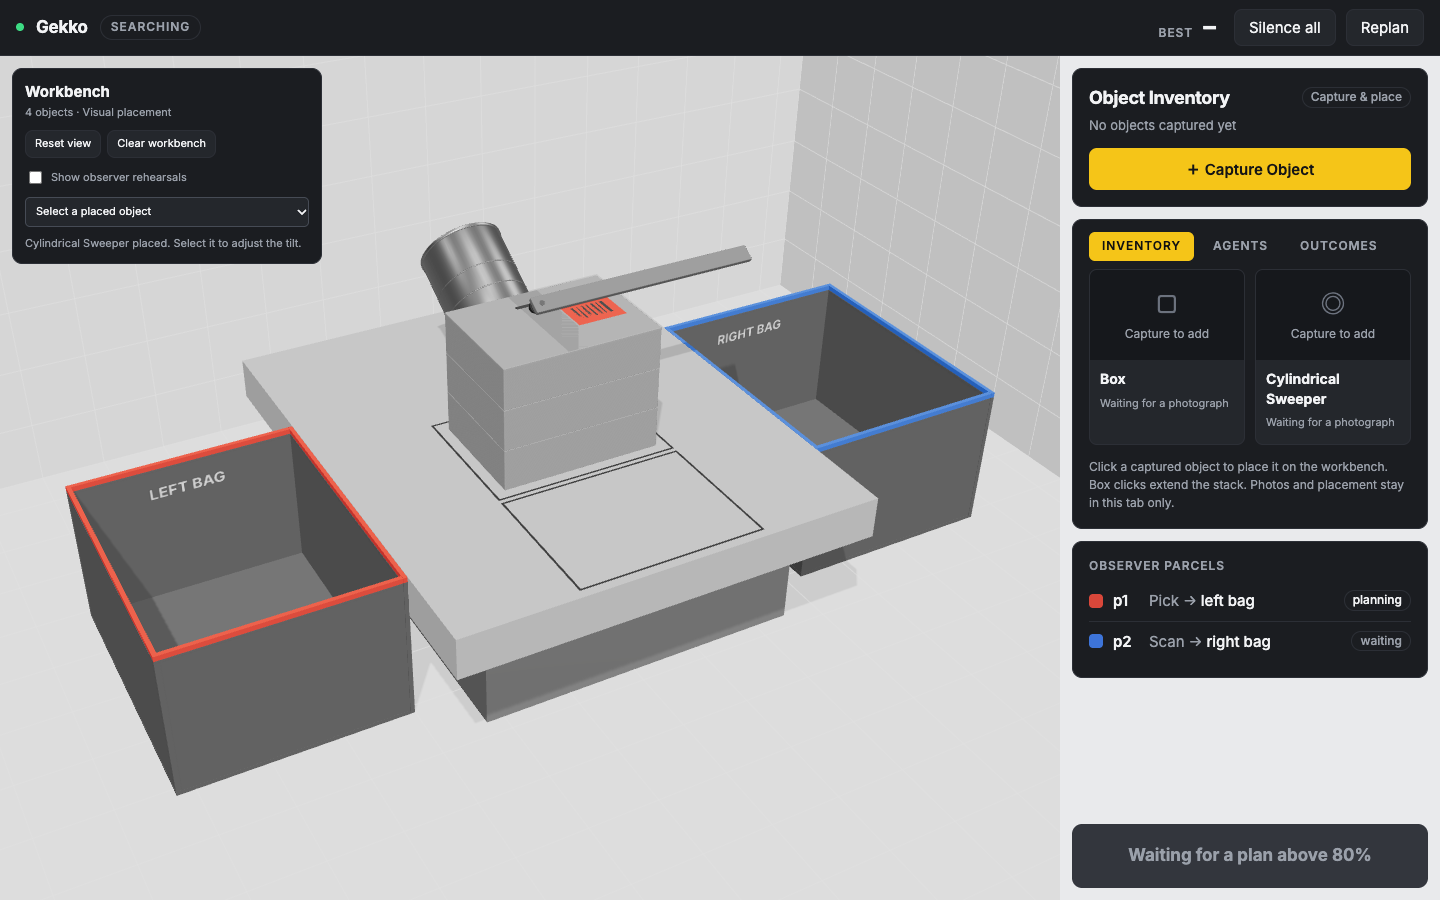 Gekko
SEARCHING
BEST
Silence all
Replan
Workbench
4 objects · Visual placement
Reset view
Clear workbench
Show observer rehearsals
Select a placed object
Cylindrical Sweeper placed. Select it to adjust the tilt.
LEFT BAG
RIGHT BAG
Object Inventory
Capture & place
No objects captured yet
+ Capture Object
INVENTORY
AGENTS
OUTCOMES
Capture to add
Box
Waiting for a photograph
Capture to add
Cylindrical
Sweeper
Waiting for a photograph
Click a captured object to place it on the workbench.
Box clicks extend the stack. Photos and placement stay
in this tab only.
OBSERVER PARCELS
p1 Pick → left bag planning
p2 Scan → right bag waiting
Waiting for a plan above 80%